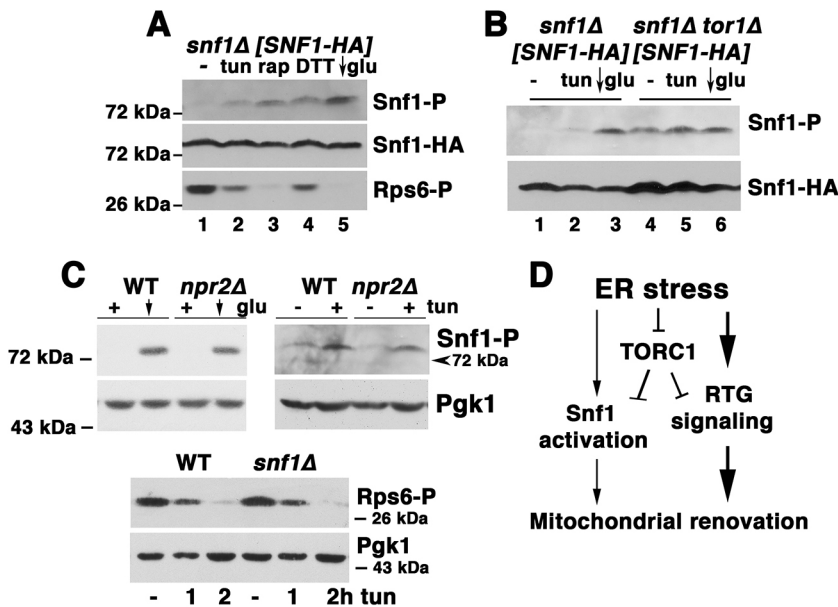 A
snf1Δ [SNF1-HA]
- tun rap DTT ↓glu
Snf1-P
72 kDa
Snf1-HA
72 kDa
Rps6-P
26 kDa
1 2 3 4 5
B
snf1Δ snf1Δ tor1Δ
[SNF1-HA] [SNF1-HA]
- tun ↓glu - tun ↓glu
Snf1-P
Snf1-HA
1 2 3 4 5 6
C
WT npr2Δ
+ ↓ + ↓ glu
72 kDa
43 kDa
WT npr2Δ
- + - + tun
Snf1-P
72 kDa
Pgk1
WT snf1Δ
Rps6-P
26 kDa
Pgk1
43 kDa
- 1 2 - 1 2h tun
D
ER stress
TORC1
RTG
signaling
Snf1
activation
Mitochondrial renovation